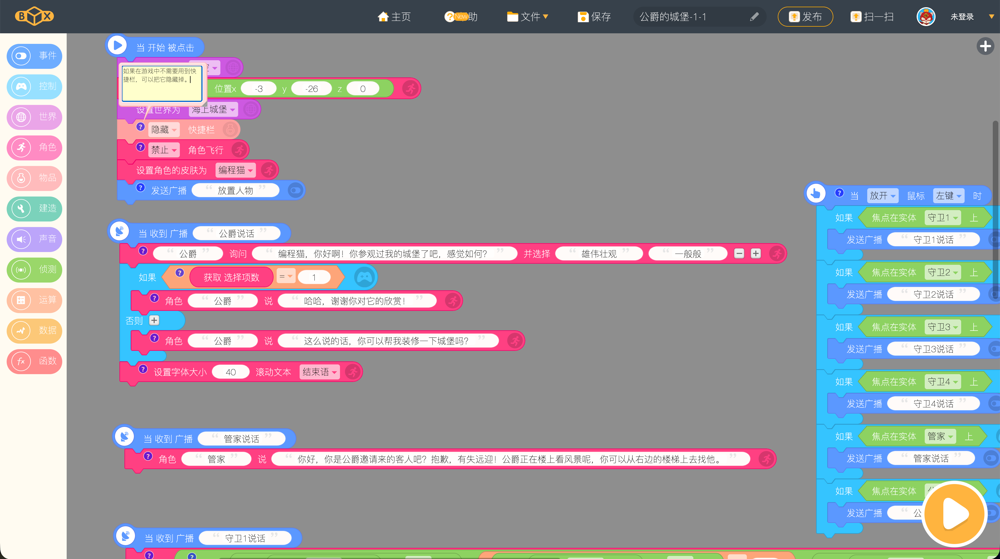 BOX 主页 New 助 文件 保存 公爵的城堡-1-1 发布 扫一扫 未登录
事件
控制
世界
角色
物品
建造
声音
侦测
运算
数据
函数
当 开始 被点击
如果在游戏中不需要用到快
捷栏，可以把它隐藏掉。
位置x -3 y -26 z 0
设置世界为 海上城堡
? 隐藏 快捷栏
? 禁止 角色飞行
设置角色的皮肤为 编程猫
? 发送广播 “ 放置人物 ”
当 收到 广播 “ 公爵说话 ”
? “ 公爵 ” 询问 “ 编程猫，你好啊！你参观过我的城堡了吧，感觉如何？ ” 并选择 “ 雄伟壮观 ” “ 一般般 ” − +
如果 ? 获取 选择项数 = 1
? 角色 “ 公爵 ” 说 “ 哈哈，谢谢你对它的欣赏！ ”
否则 +
? 角色 “ 公爵 ” 说 “ 这么说的话，你可以帮我装修一下城堡吗？ ”
? 设置字体大小 40 滚动文本 结束语
当 收到 广播 “ 管家说话 ”
? 角色 “ 管家 ” 说 “ 你好，你是公爵邀请来的客人吧？抱歉，有失远迎！公爵正在楼上看风景呢，你可以从右边的楼梯上去找他。 ”
当 收到 广播 “ 守卫1说话 ”
? ?
? 当 放开 鼠标 左键 时
如果 焦点在实体 守卫1 上
发送广播 “ 守卫1说话 ”
如果 焦点在实体 守卫2 上
发送广播 “ 守卫2说话 ”
如果 焦点在实体 守卫3 上
发送广播 “ 守卫3说话 ”
如果 焦点在实体 守卫4 上
发送广播 “ 守卫4说话 ”
如果 焦点在实体 管家 上
发送广播 “ 管家说话 ”
如果 焦点在实体
发送广播 “ 公